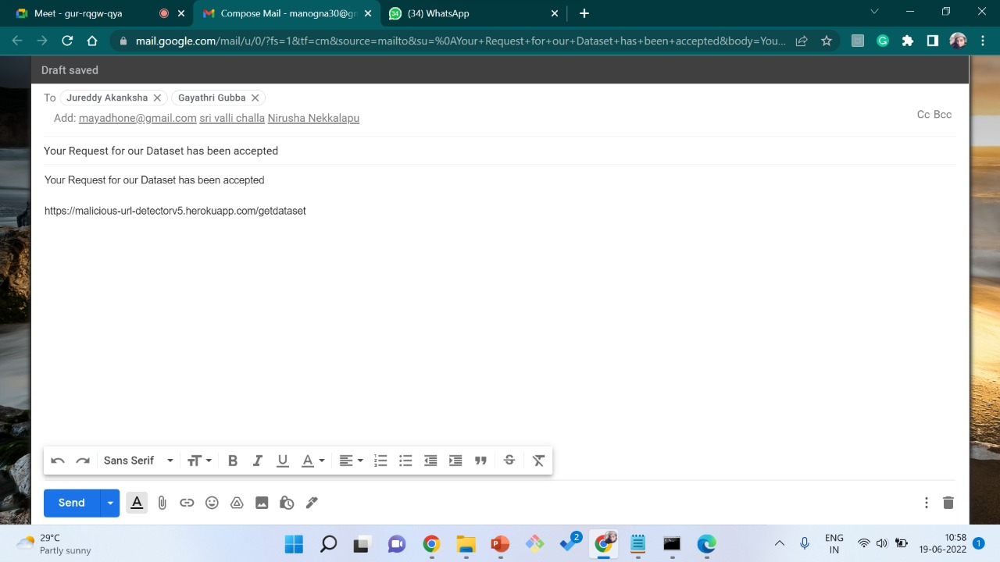 Meet - gur-rqgw-qya
Compose Mail - manogna30@gm
(34) WhatsApp
mail.google.com/mail/u/0/?fs=1&tf=cm&source=mailto&su=%0AYour+Request+for+our+Dataset+has+been+accepted&body=You...
Draft saved
To Jureddy Akanksha Gayathri Gubba
Add: mayadhone@gmail.com sri valli challa Nirusha Nekkalapu
Cc Bcc
Your Request for our Dataset has been accepted
Your Request for our Dataset has been accepted
https://malicious-url-detectorv5.herokuapp.com/getdataset
Sans Serif
Send
29°C
Partly sunny
2
ENG
IN
10:58
19-06-2022
1